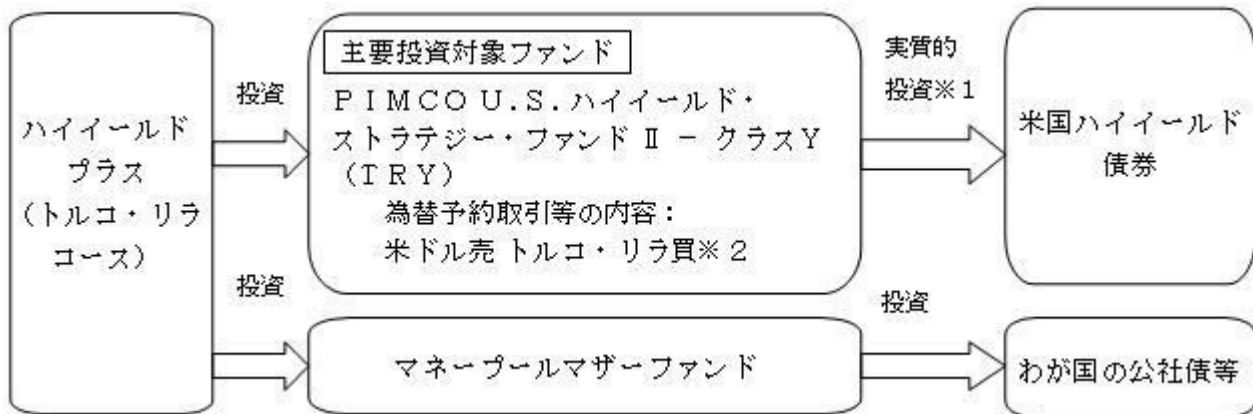 ハイイールド
プラス
（トルコ・リラ
コース）
投資
投資
主要投資対象ファンド
ＰＩＭＣＯ Ｕ.Ｓ.ハイイールド・
ストラテジー・ファンド Ⅱ － クラスＹ
（ＴＲＹ）
為替予約取引等の内容：
米ドル売 トルコ・リラ買※２
マネープールマザーファンド
実質的
投資※１
投資
米国ハイイールド
債券
わが国の公社債等